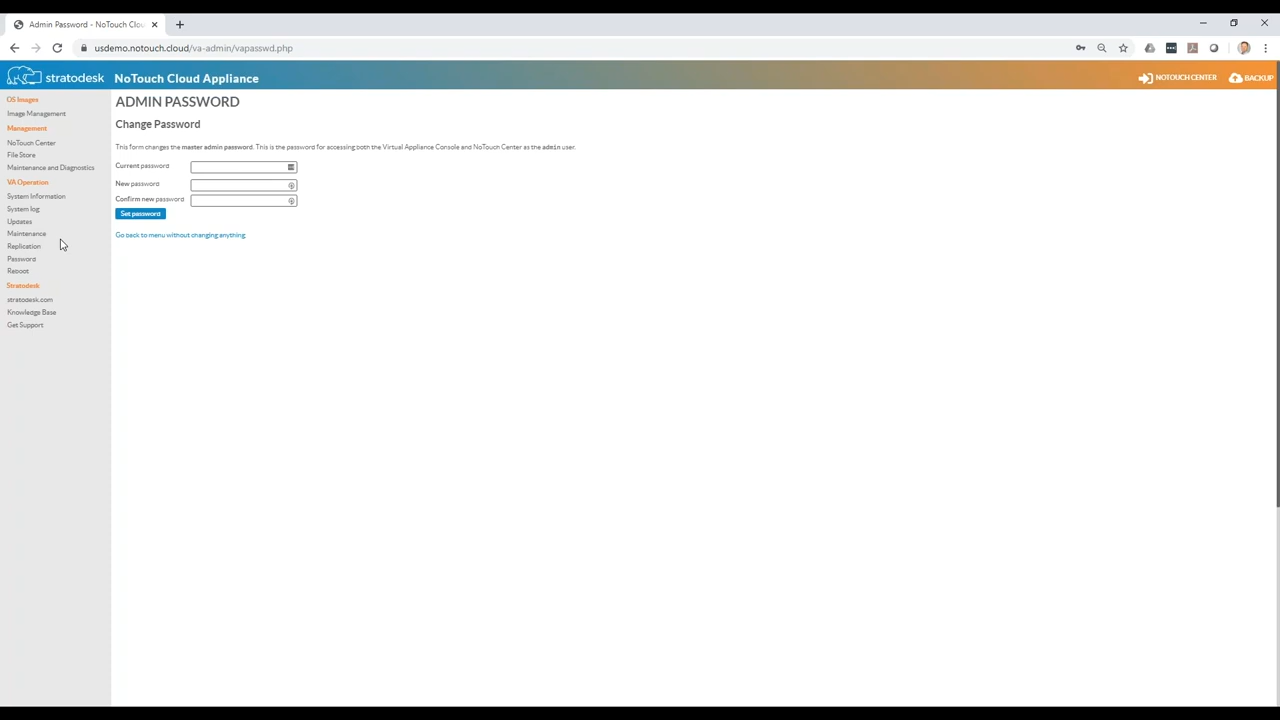 Admin Password - NoTouch Clou
usdemo.notouch.cloud/va-admin/vapasswd.php
stratodesk
NoTouch Cloud Appliance
NOTOUCH CENTER
BACKUP
OS Images
Image Management
Management
NoTouch Center
File Store
Maintenance and Diagnostics
VA Operation
System Information
System log
Updates
Maintenance
Replication
Password
Reboot
Stratodesk
stratodesk.com
Knowledge Base
Get Support
ADMIN PASSWORD
Change Password
This form changes the master admin password. This is the password for accessing both the Virtual Appliance Console and NoTouch Center as the admin user.
Current password
New password
Confirm new password
Set password
Go back to menu without changing anything.